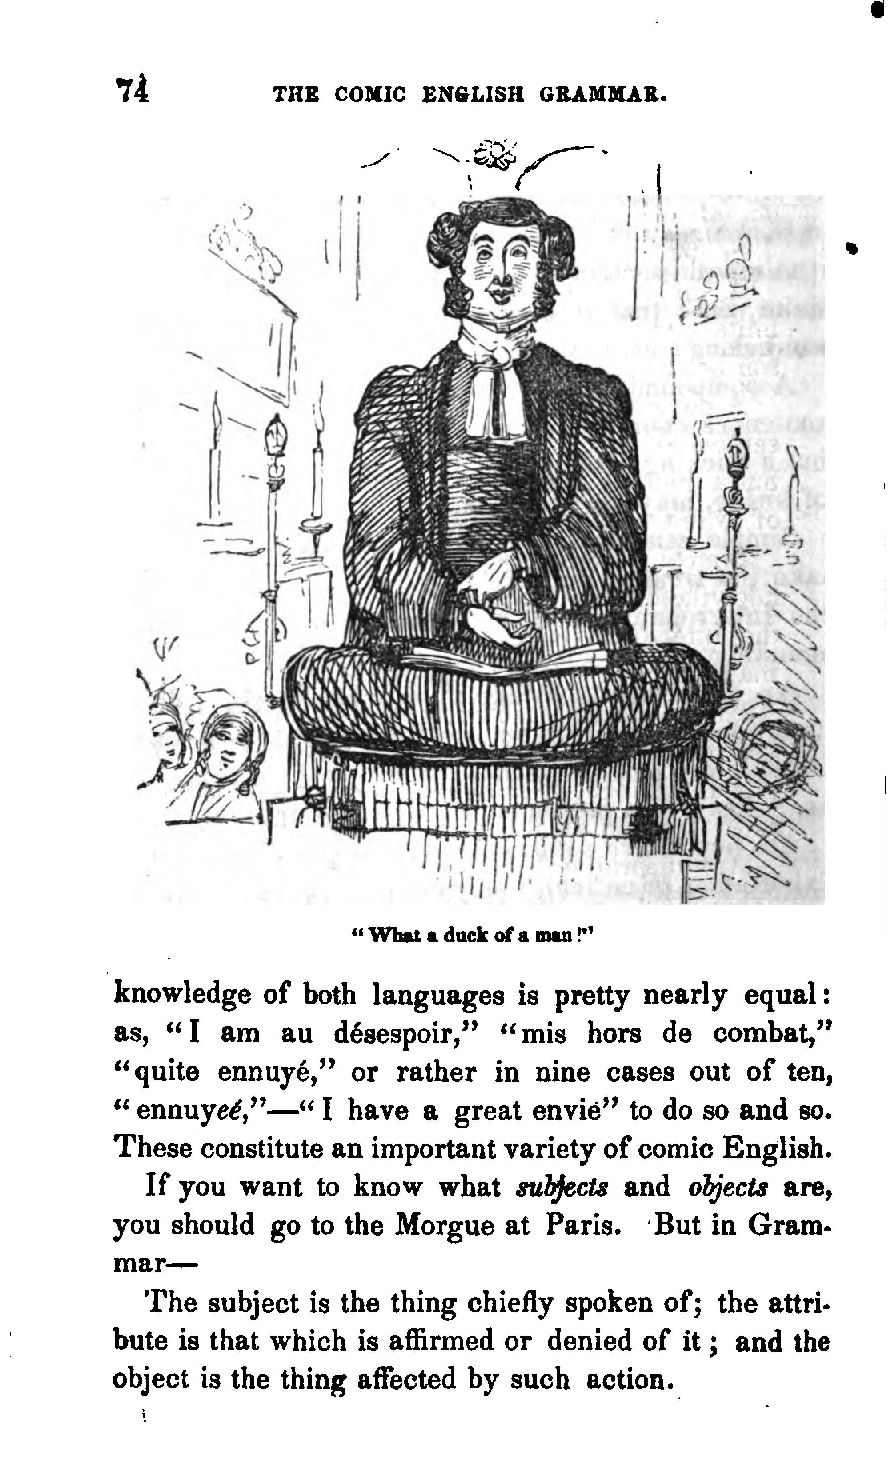 74
THE COMIC ENGLISH GRAMMAR.
“ What a duck of a man !”
knowledge of both languages is pretty nearly equal :
as, “ I am au désespoir,” “ mis hors de combat,”
“ quite ennuyé,” or rather in nine cases out of ten,
“ ennuyeé,”—“ I have a great envié” to do so and so.
These constitute an important variety of comic English.
If you want to know what subjects and objects are,
you should go to the Morgue at Paris. But in Gram-
mar—
The subject is the thing chiefly spoken of; the attri-
bute is that which is affirmed or denied of it ; and the
object is the thing affected by such action.